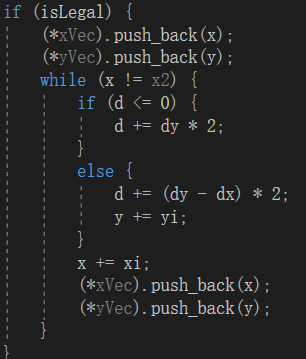 if (isLegal) {
    (*xVec).push_back(x);
    (*yVec).push_back(y);
    while (x != x2) {
        if (d <= 0) {
            d += dy * 2;
        }
        else {
            d += (dy - dx) * 2;
            y += yi;
        }
        x += xi;
        (*xVec).push_back(x);
        (*yVec).push_back(y);
    }
}